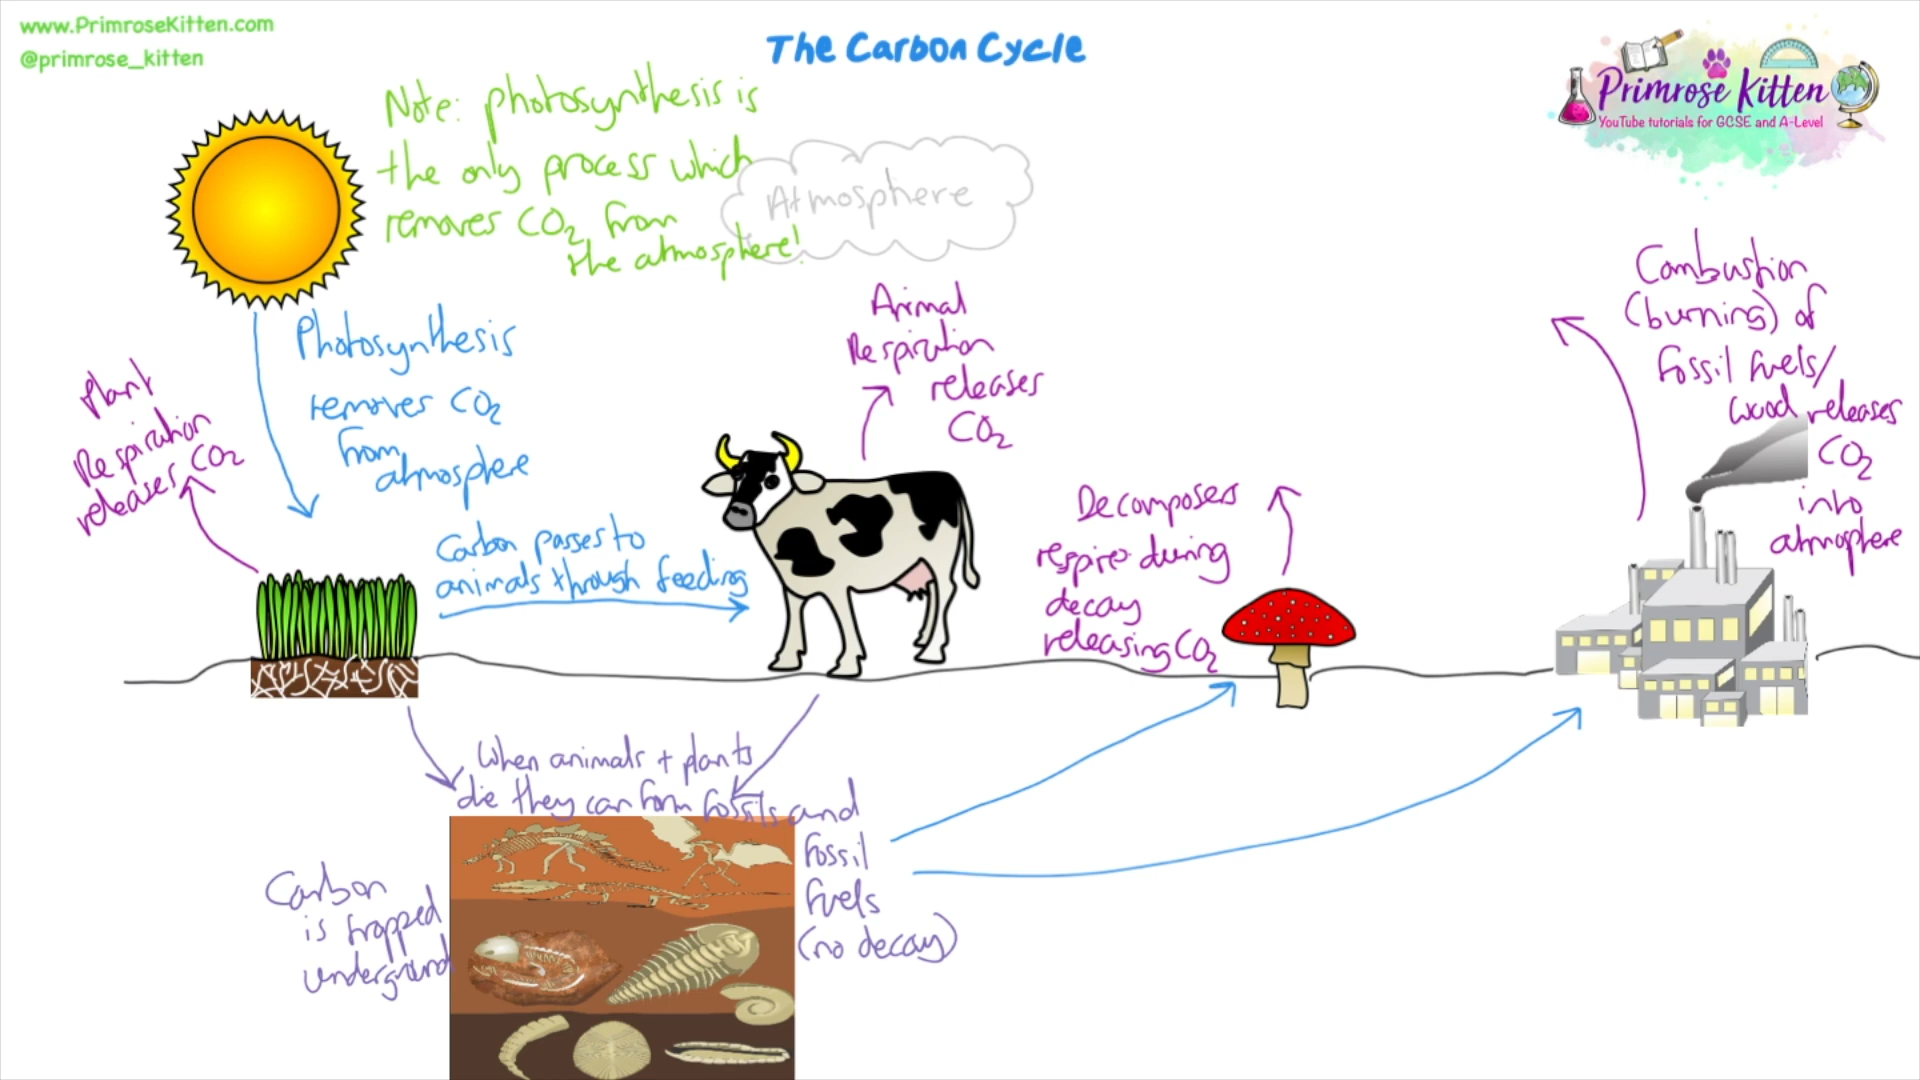 www.PrimroseKitten.com
@primrose_kitten
The Carbon Cycle
Primrose Kitten
YouTube tutorials for GCSE and A-Level
Note: photosynthesis is
the only process which
removes CO₂ from
the atmosphere!
Atmosphere
Photosynthesis
removes CO₂
from
atmosphere
Plant
Respiration
releases CO₂
Carbon passes to
animals through feeding
Animal
Respiration
releases
CO₂
Decomposers
respire during
decay
releasing CO₂
Combustion
(burning) of
fossil fuels/
wood releases
CO₂
into
atmosphere
When animals + plants
die they can form fossils and
fossil
fuels
(no decay)
Carbon
is trapped
underground